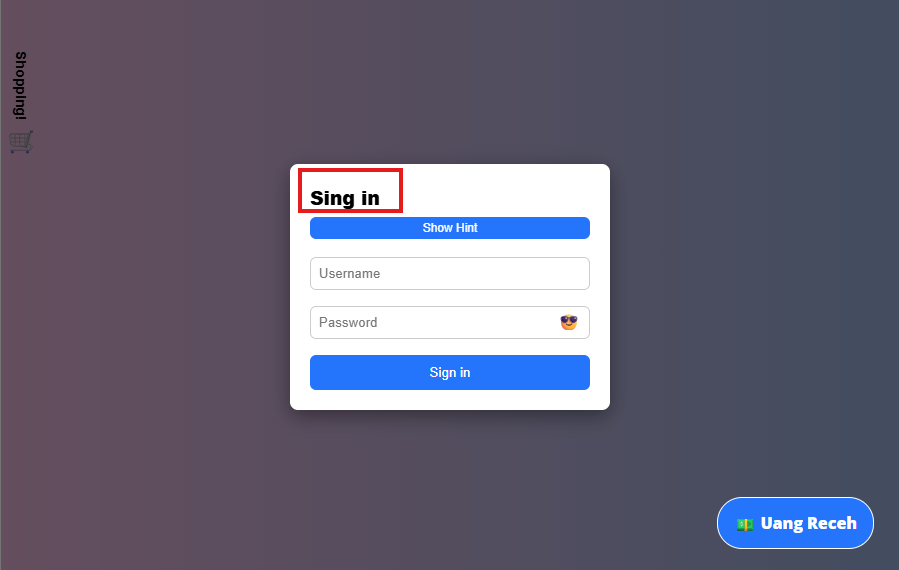 Shopping!
Sing in
Show Hint
Username
Password
Sign in
Uang Receh